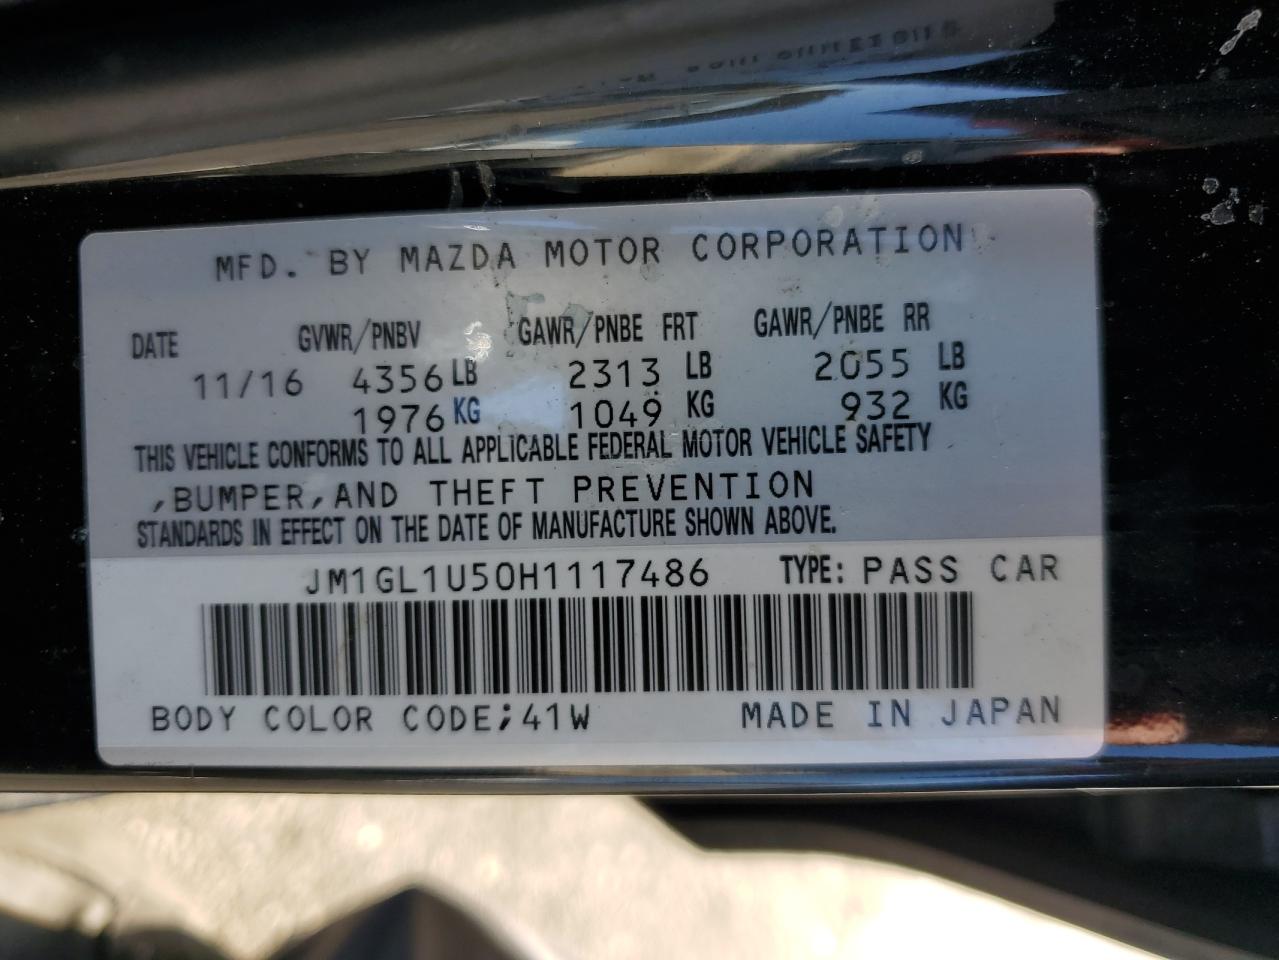 MFD. BY MAZDA MOTOR CORPORATION
DATE GVWR/PNBV GAWR/PNBE FRT GAWR/PNBE RR
11/16 4356 LB 2313 LB 2055 LB
1976 KG 1049 KG 932 KG
THIS VEHICLE CONFORMS TO ALL APPLICABLE FEDERAL MOTOR VEHICLE SAFETY
,BUMPER,AND THEFT PREVENTION
STANDARDS IN EFFECT ON THE DATE OF MANUFACTURE SHOWN ABOVE.
JM1GL1U50H1117486 TYPE: PASS CAR
BODY COLOR CODE;41W MADE IN JAPAN